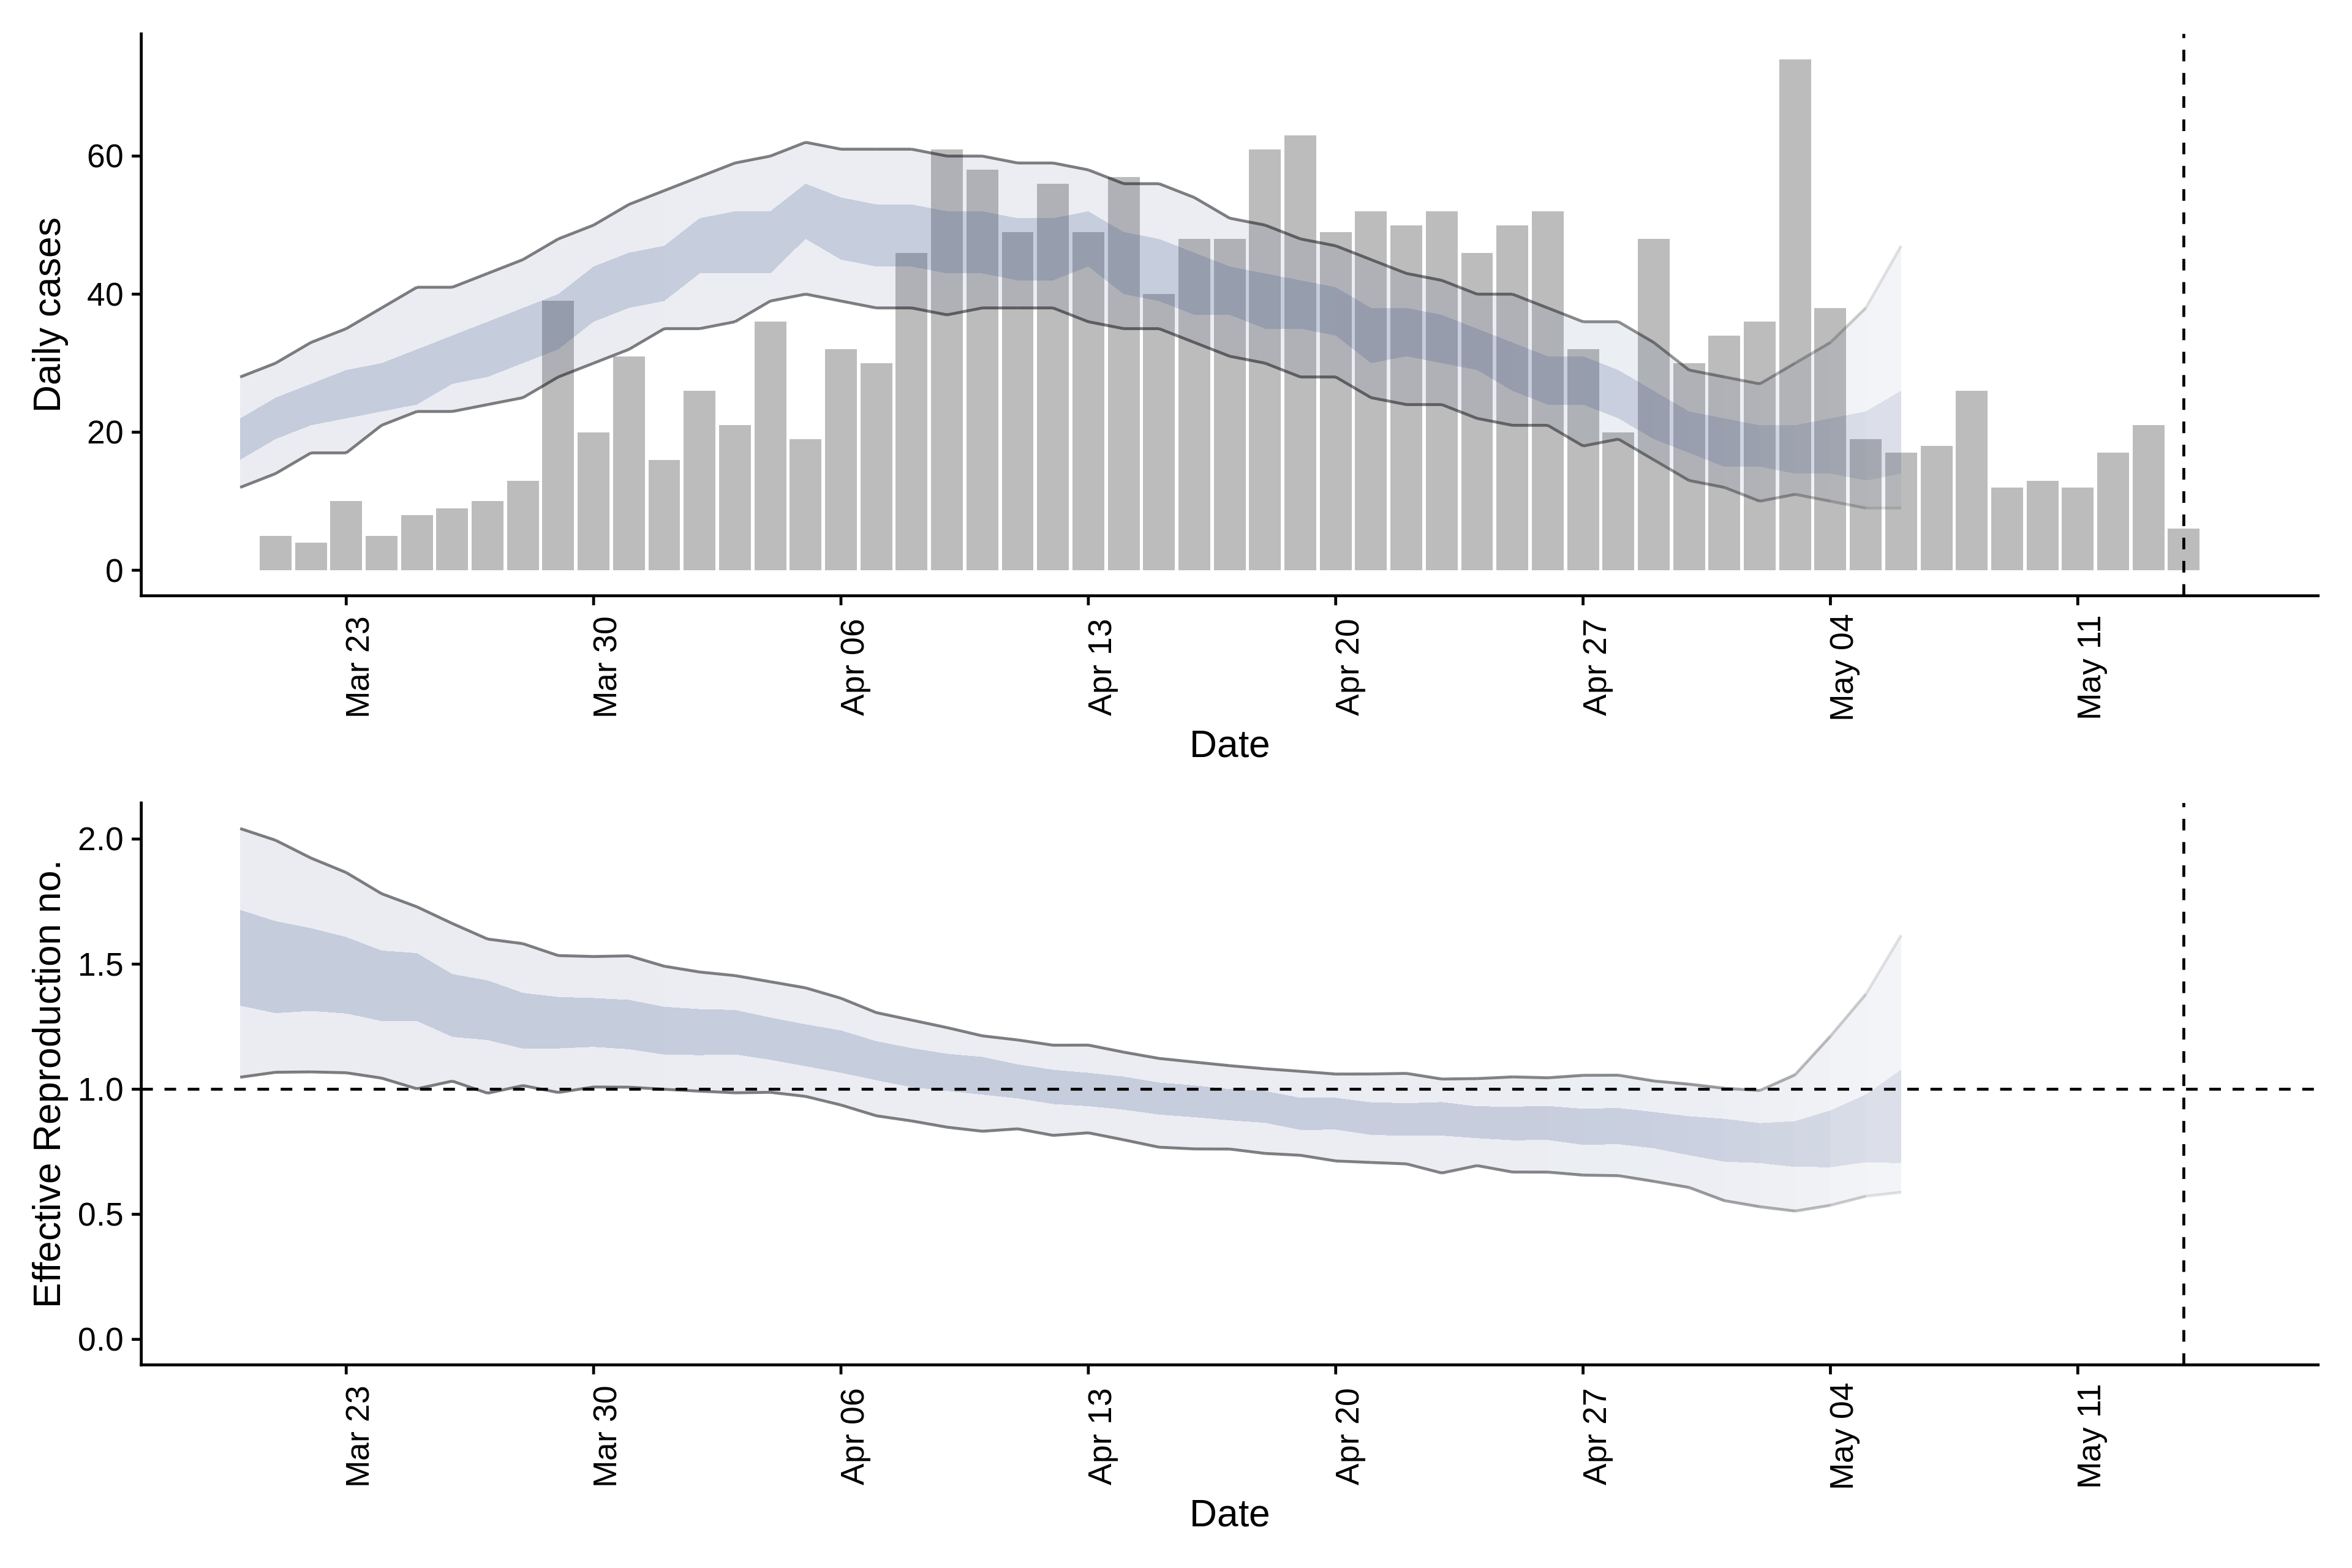 Daily cases
60
40
20
0
Mar 23
Mar 30
Apr 06
Apr 13
Apr 20
Apr 27
May 04
May 11
Date
Effective Reproduction no.
2.0
1.5
1.0
0.5
0.0
Mar 23
Mar 30
Apr 06
Apr 13
Apr 20
Apr 27
May 04
May 11
Date